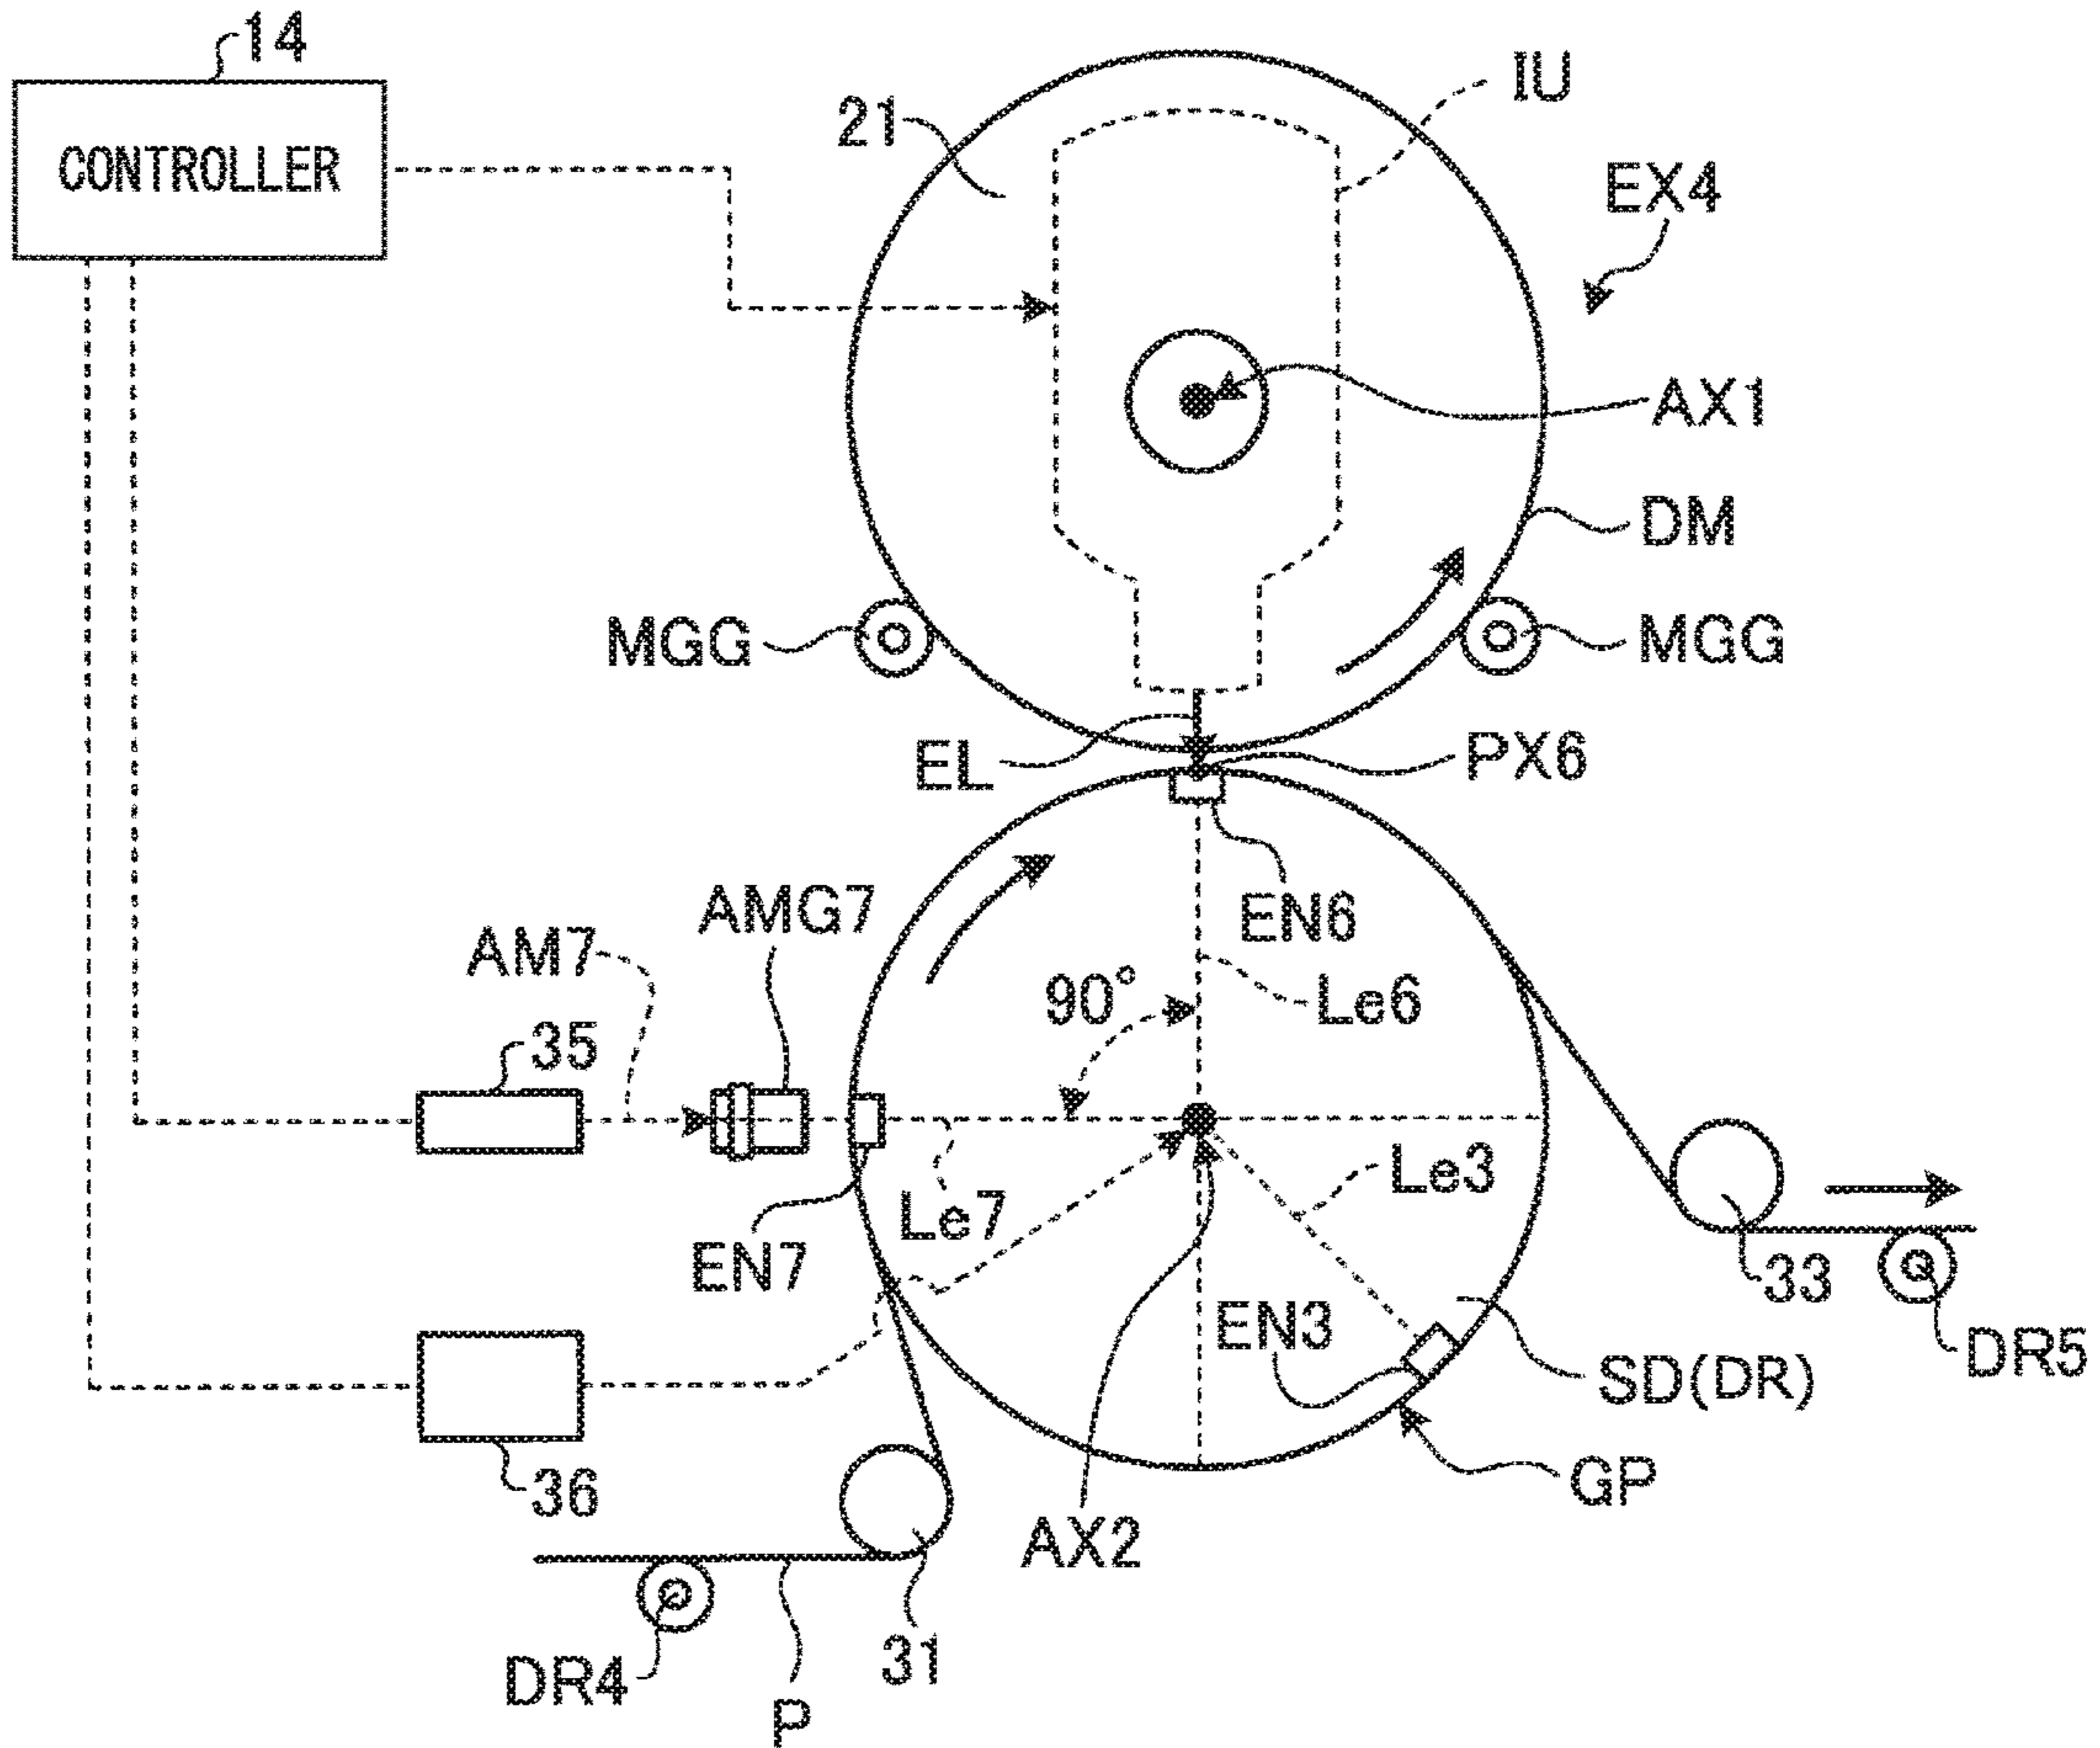 14
CONTROLLER
21
IU
EX4
AX1
DM
MGG
MGG
EL
PX6
AMG7
EN6
AM7
90°
Le6
35
Le3
Le7
EN7
33
EN3
DR5
SD(DR)
GP
36
AX2
31
DR4
P